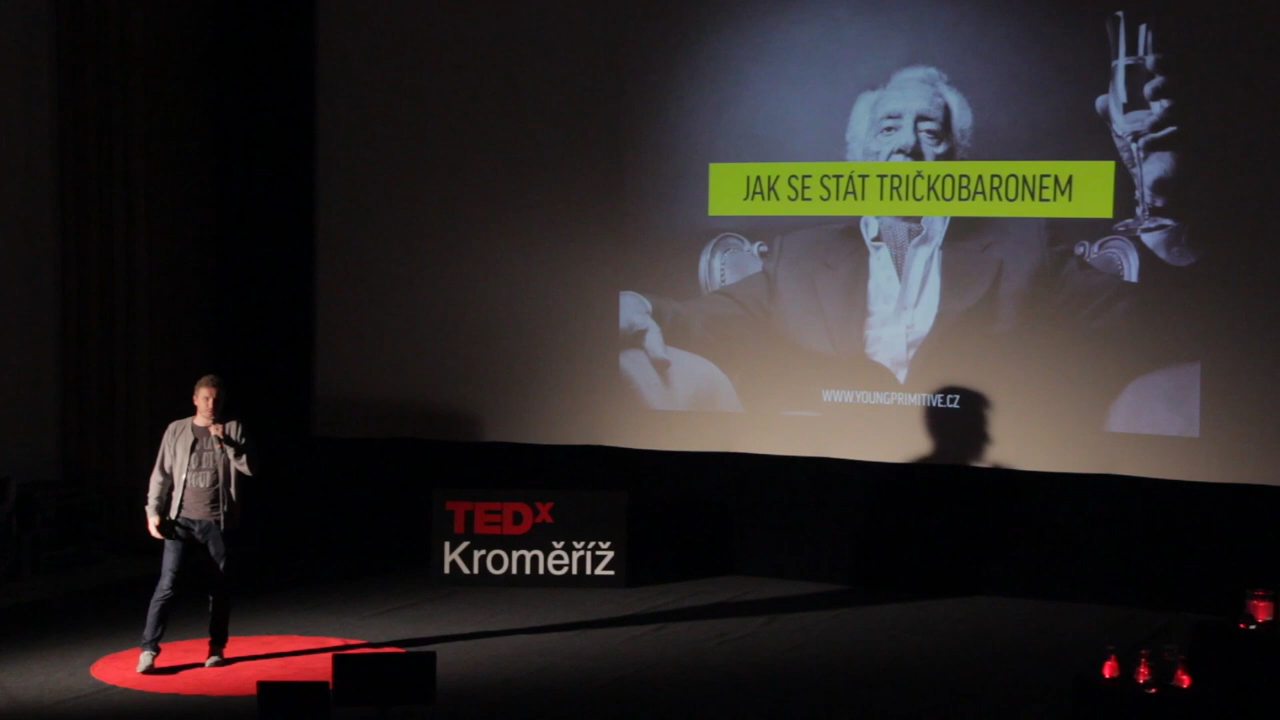 JAK SE STÁT TRIČKOBARONEM
WWW.YOUNGPRIMITIVE.CZ
TEDx
Kroměříž